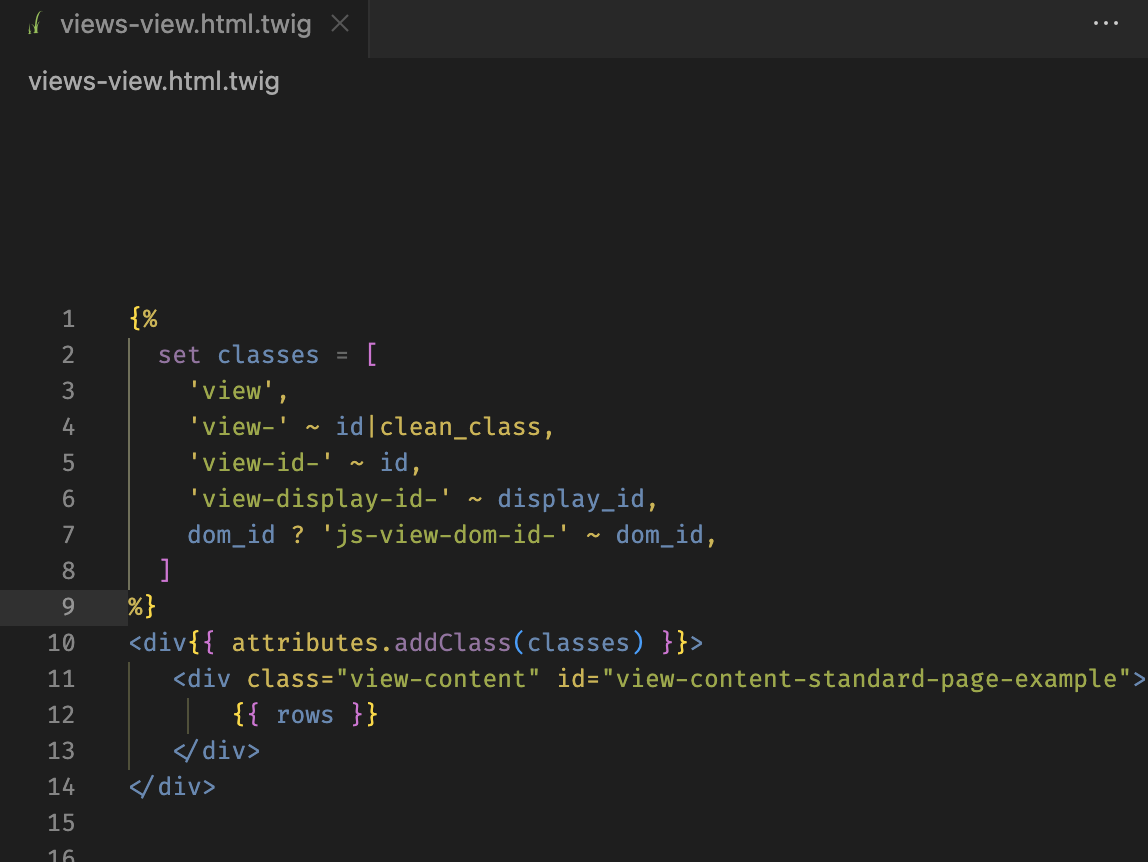 views-view.html.twig
views-view.html.twig
1 {%
2 set classes = [
3 'view',
4 'view-' ~ id|clean_class,
5 'view-id-' ~ id,
6 'view-display-id-' ~ display_id,
7 dom_id ? 'js-view-dom-id-' ~ dom_id,
8 ]
9 %}
10 <div{{ attributes.addClass(classes) }}>
11 <div class="view-content" id="view-content-standard-page-example">
12 {{ rows }}
13 </div>
14 </div>
15
16